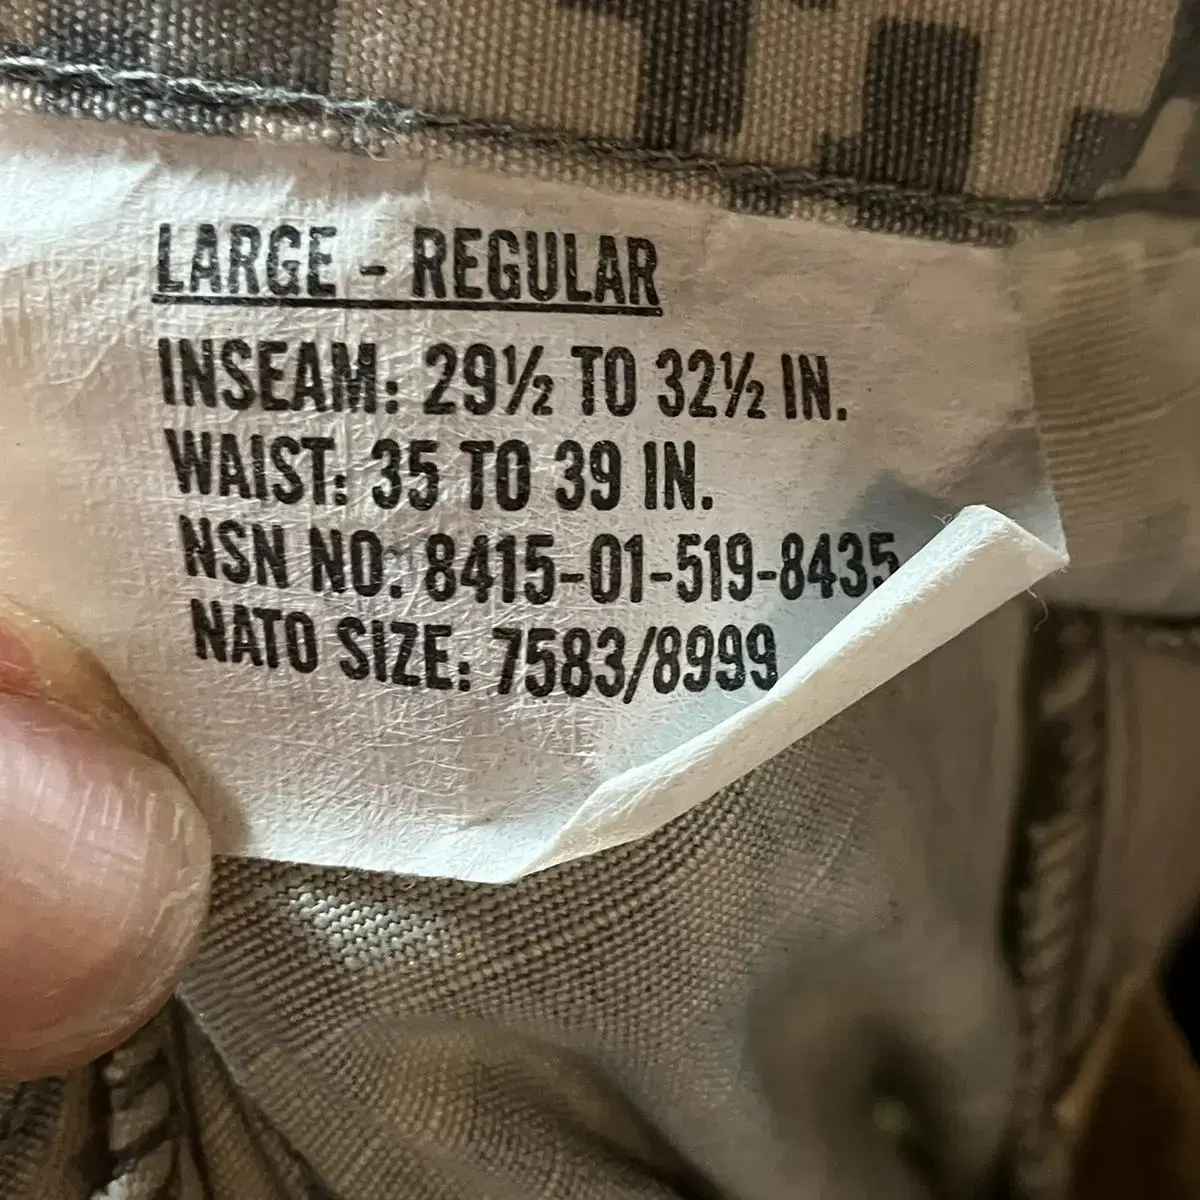 LARGE - REGULAR
INSEAM: 29½ TO 32½ IN.
WAIST: 35 TO 39 IN.
NSN NO.: 8415-01-519-8435
NATO SIZE: 7583/8999